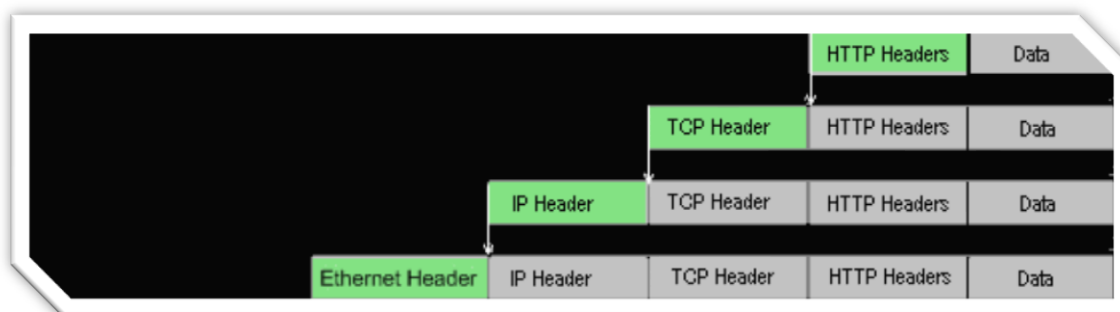 HTTP Headers Data
TCP Header HTTP Headers Data
IP Header TCP Header HTTP Headers Data
Ethernet Header IP Header TCP Header HTTP Headers Data